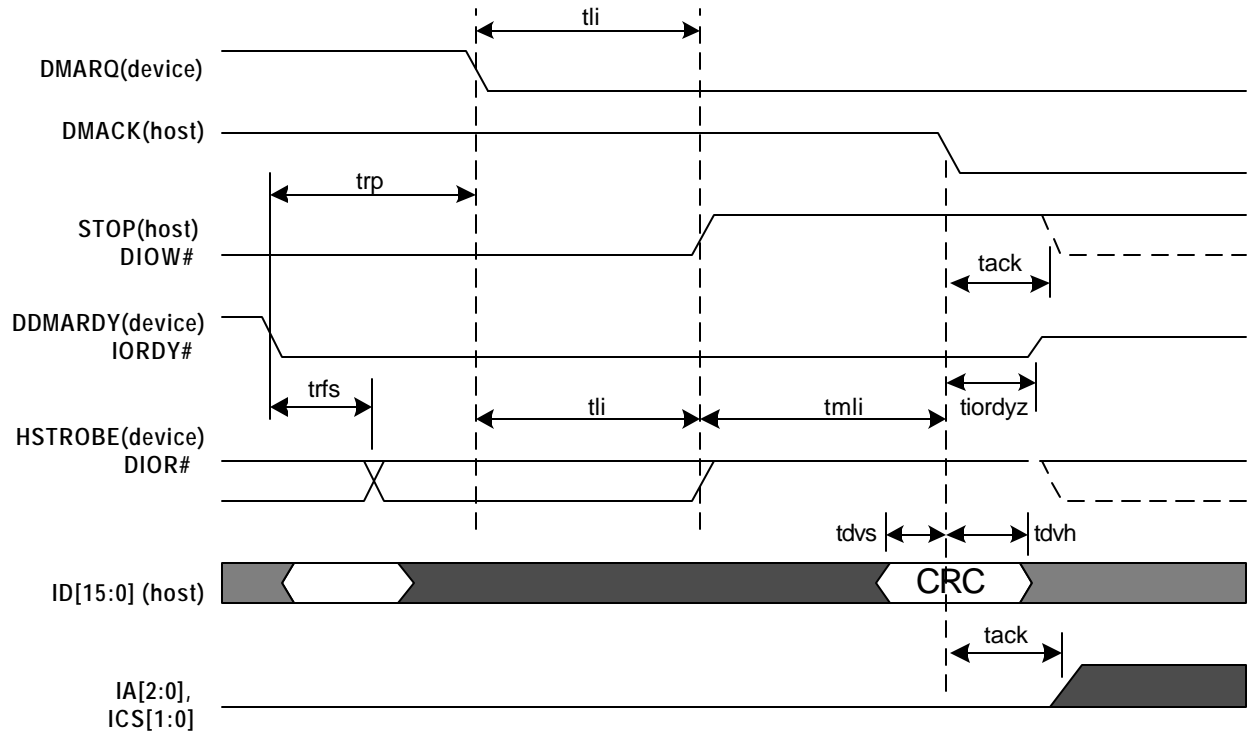 tli
DMARQ(device)
DMACK(host)
trp
STOP(host)
DIOW#
tack
DDMARDY(device)
IORDY#
trfs
tli
tmli
tiordyz
HSTROBE(device)
DIOR#
tdvs
tdvh
ID[15:0] (host)
CRC
tack
IA[2:0],
ICS[1:0]